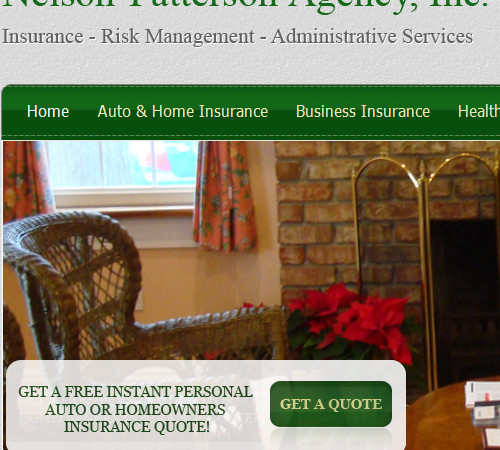 Nelson Patterson Agency, Inc.
Insurance - Risk Management - Administrative Services
Home Auto & Home Insurance Business Insurance Health
GET A FREE INSTANT PERSONAL
AUTO OR HOMEOWNERS
INSURANCE QUOTE!
GET A QUOTE